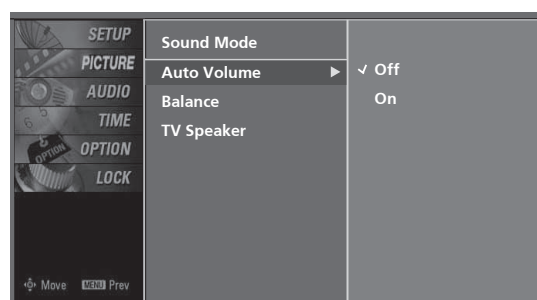 SETUP
PICTURE
AUDIO
TIME
OPTION
LOCK
Move MENU Prev
Sound Mode
Auto Volume
Balance
TV Speaker
Off
On